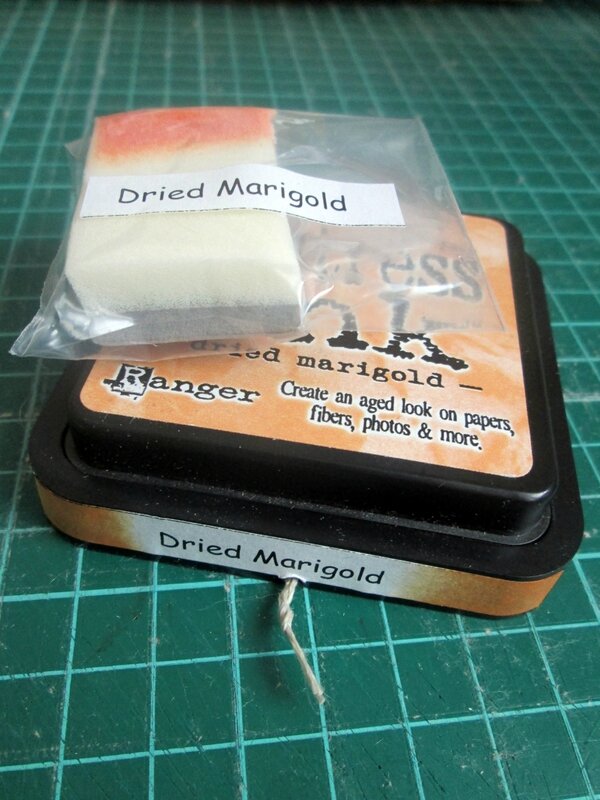 Dried Marigold
dried marigold —
Ranger
Create an aged look on papers,
fibers, photos & more.
Dried Marigold